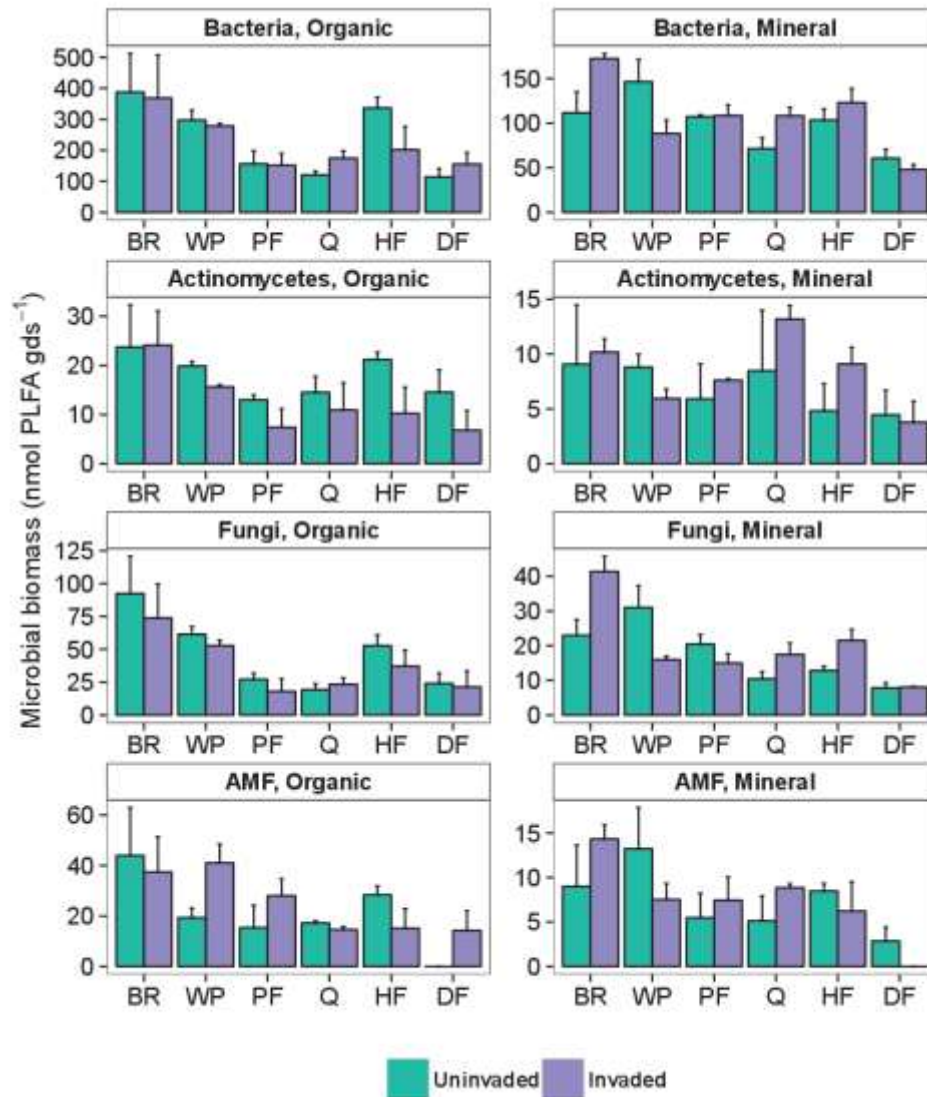 Microbial biomass (nmol PLFA gds⁻¹)
Bacteria, Organic
500
400
300
200
100
0
BR WP PF Q HF DF
Bacteria, Mineral
150
100
50
0
BR WP PF Q HF DF
Actinomycetes, Organic
30
20
10
0
BR WP PF Q HF DF
Actinomycetes, Mineral
15
10
5
0
BR WP PF Q HF DF
Fungi, Organic
125
100
75
50
25
0
BR WP PF Q HF DF
Fungi, Mineral
40
30
20
10
0
BR WP PF Q HF DF
AMF, Organic
60
40
20
0
BR WP PF Q HF DF
AMF, Mineral
15
10
5
0
BR WP PF Q HF DF
Uninvaded Invaded